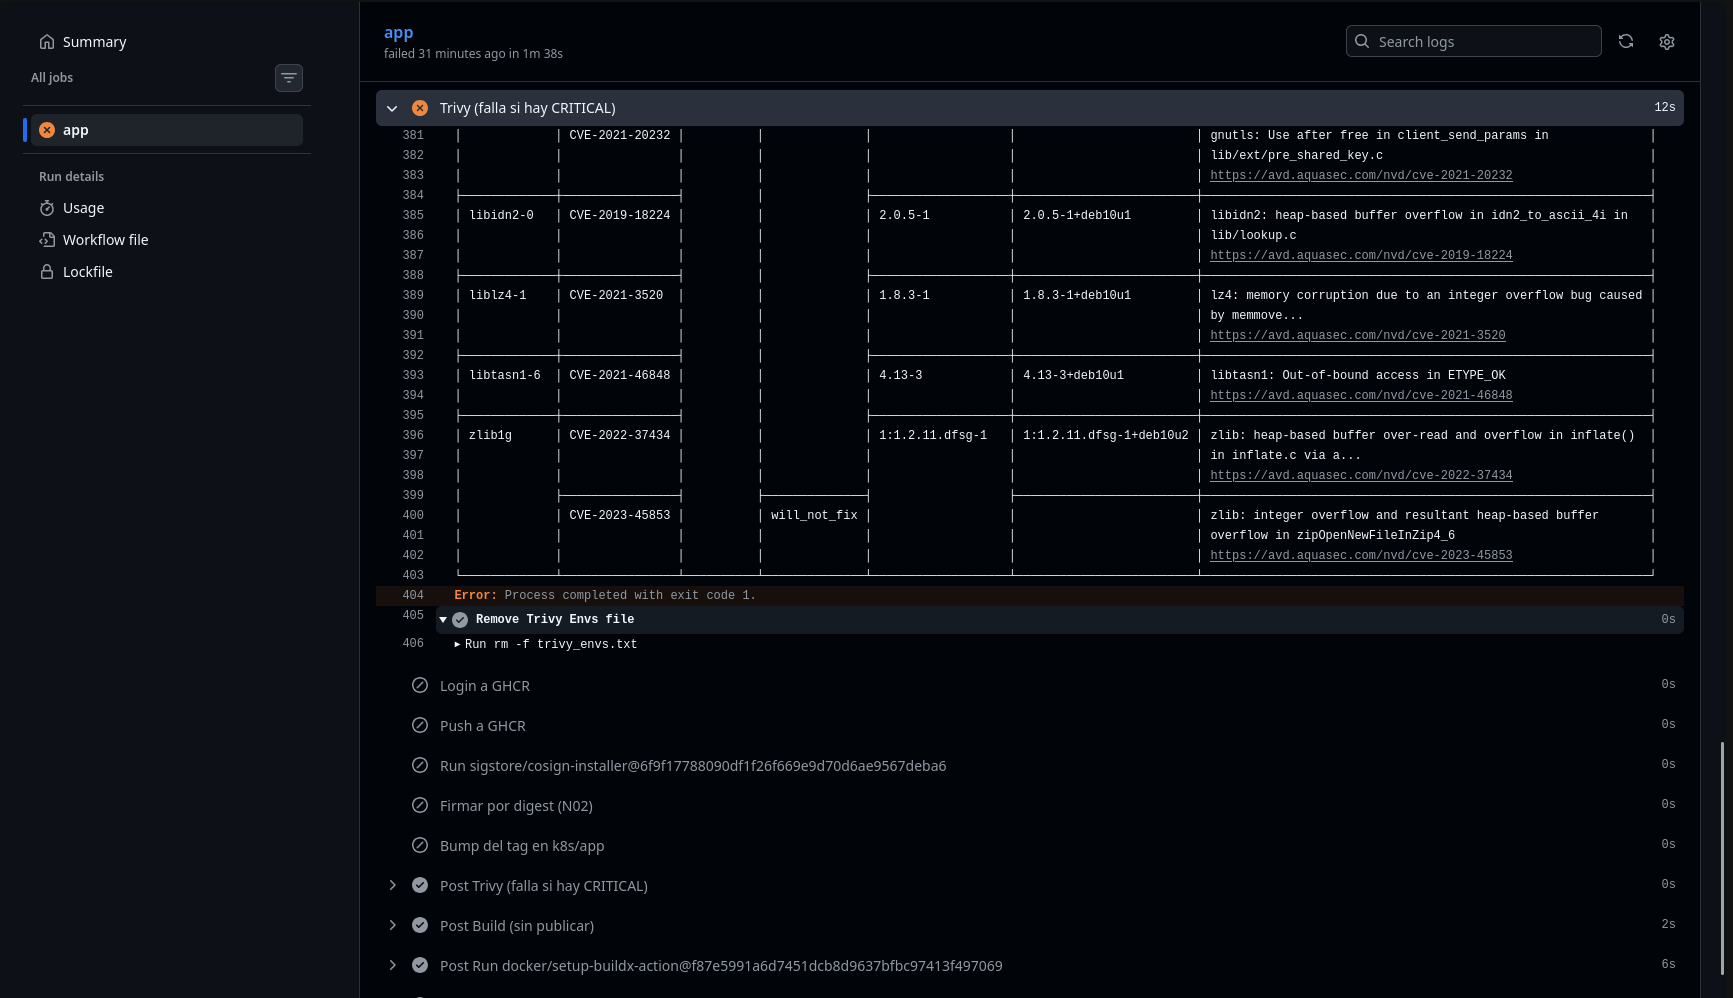 Summary
All jobs
app
Run details
Usage
Workflow file
Lockfile
app
failed 31 minutes ago in 1m 38s
Search logs
Trivy (falla si hay CRITICAL) 12s
381 | | CVE-2021-20232 | | | | | gnutls: Use after free in client_send_params in |
382 | | | | | | | lib/ext/pre_shared_key.c |
383 | | | | | | | https://avd.aquasec.com/nvd/cve-2021-20232 |
384
385 | libidn2-0 | CVE-2019-18224 | | | 2.0.5-1 | 2.0.5-1+deb10u1 | libidn2: heap-based buffer overflow in idn2_to_ascii_4i in |
386 | | | | | | | lib/lookup.c |
387 | | | | | | | https://avd.aquasec.com/nvd/cve-2019-18224 |
388
389 | liblz4-1 | CVE-2021-3520 | | | 1.8.3-1 | 1.8.3-1+deb10u1 | lz4: memory corruption due to an integer overflow bug caused |
390 | | | | | | | by memmove... |
391 | | | | | | | https://avd.aquasec.com/nvd/cve-2021-3520 |
392
393 | libtasn1-6 | CVE-2021-46848 | | | 4.13-3 | 4.13-3+deb10u1 | libtasn1: Out-of-bound access in ETYPE_OK |
394 | | | | | | | https://avd.aquasec.com/nvd/cve-2021-46848 |
395
396 | zlib1g | CVE-2022-37434 | | | 1:1.2.11.dfsg-1 | 1:1.2.11.dfsg-1+deb10u2 | zlib: heap-based buffer over-read and overflow in inflate() |
397 | | | | | | | in inflate.c via a... |
398 | | | | | | | https://avd.aquasec.com/nvd/cve-2022-37434 |
399
400 | | CVE-2023-45853 | | will_not_fix | | | zlib: integer overflow and resultant heap-based buffer |
401 | | | | | | | overflow in zipOpenNewFileInZip4_6 |
402 | | | | | | | https://avd.aquasec.com/nvd/cve-2023-45853 |
403
404 Error: Process completed with exit code 1.
405 Remove Trivy Envs file 0s
406 Run rm -f trivy_envs.txt
Login a GHCR 0s
Push a GHCR 0s
Run sigstore/cosign-installer@6f9f17788090df1f26f669e9d70d6ae9567deba6 0s
Firmar por digest (N02) 0s
Bump del tag en k8s/app 0s
Post Trivy (falla si hay CRITICAL) 0s
Post Build (sin publicar) 2s
Post Run docker/setup-buildx-action@f87e5991a6d7451dcb8d9637bfbc97413f497069 6s